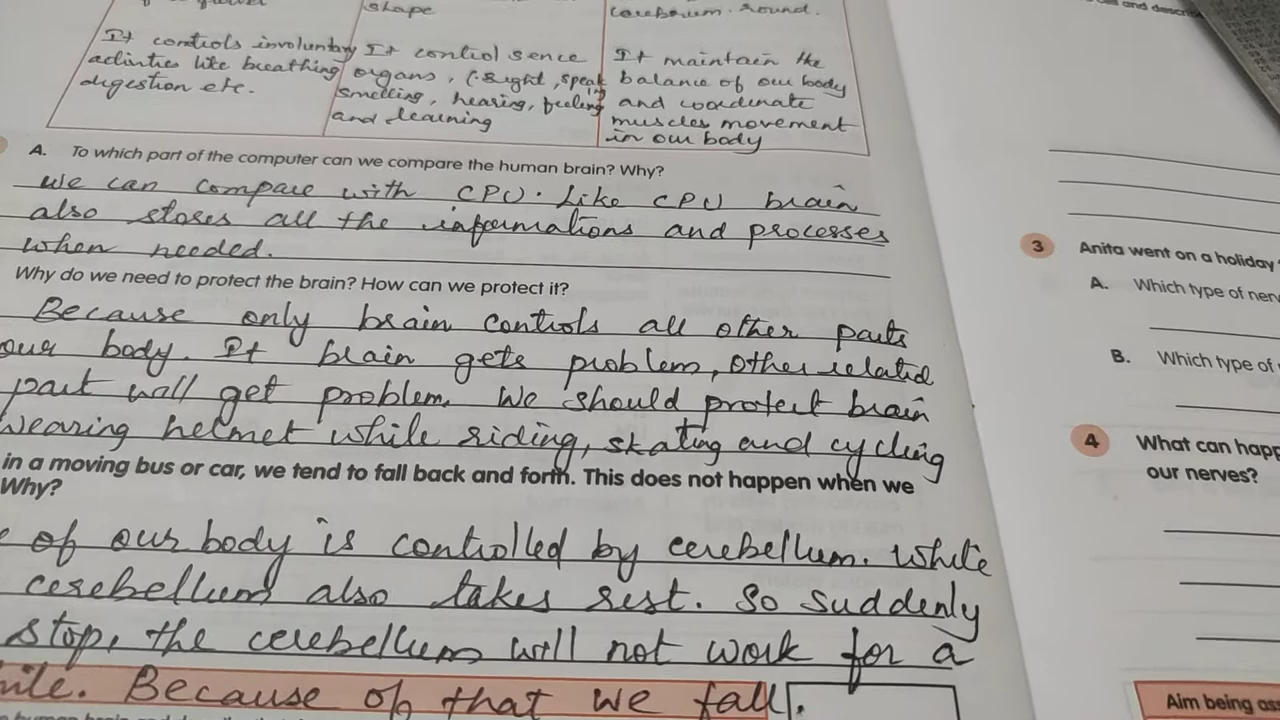 shape
cerebrum. round.
It controls involuntary
activities like breathing
digestion etc.
It control sence
organs, (sight, speaking
smelling, hearing, feeling
and learning
It maintain the
balance of our body
and coordenate
muscles movement
in our body
A. To which part of the computer can we compare the human brain? Why?
We can compare with CPU. Like CPU brain
also stores all the informations and processes
when needed.
Why do we need to protect the brain? How can we protect it?
Because only brain controls all other parts
our body. It brain gets problem, other related
part will get problem. We should protect brain
Wearing helmet while riding, skating and cycling
in a moving bus or car, we tend to fall back and forth. This does not happen when we
Why?
of our body is controlled by cerebellum. While
cerebellum also takes rest. So suddenly
stop, the cerebellum will not work for a
Because of that we fall.
cell and
3 Anita went on a holiday
A. Which type of
B. Which type of
4 What can
our nerves?
Aim being